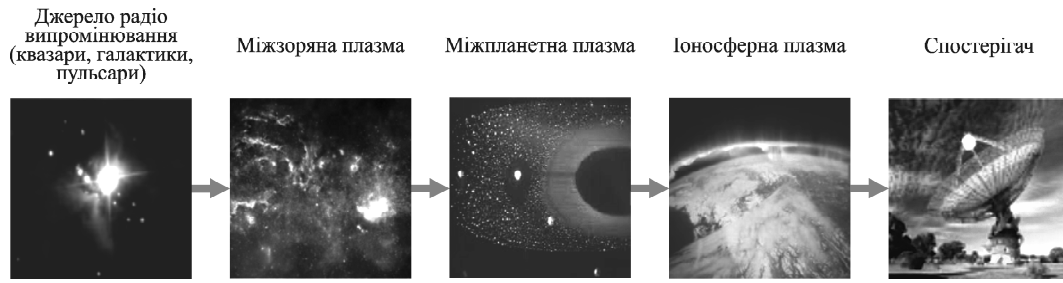 Джерело радіо
випромінювання
(квазари, галактики,
пульсари)
Міжзоряна плазма
Міжпланетна плазма
Іоносферна плазма
Спостерігач